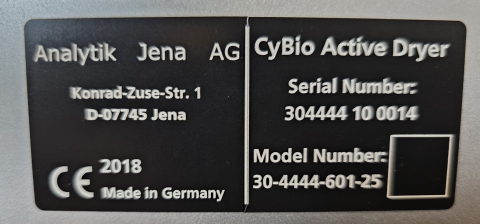 Analytik Jena AG
Konrad-Zuse-Str. 1
D-07745 Jena
CE 2018
Made in Germany
CyBio Active Dryer
Serial Number:
304444 10 0014
Model Number:
30-4444-601-25